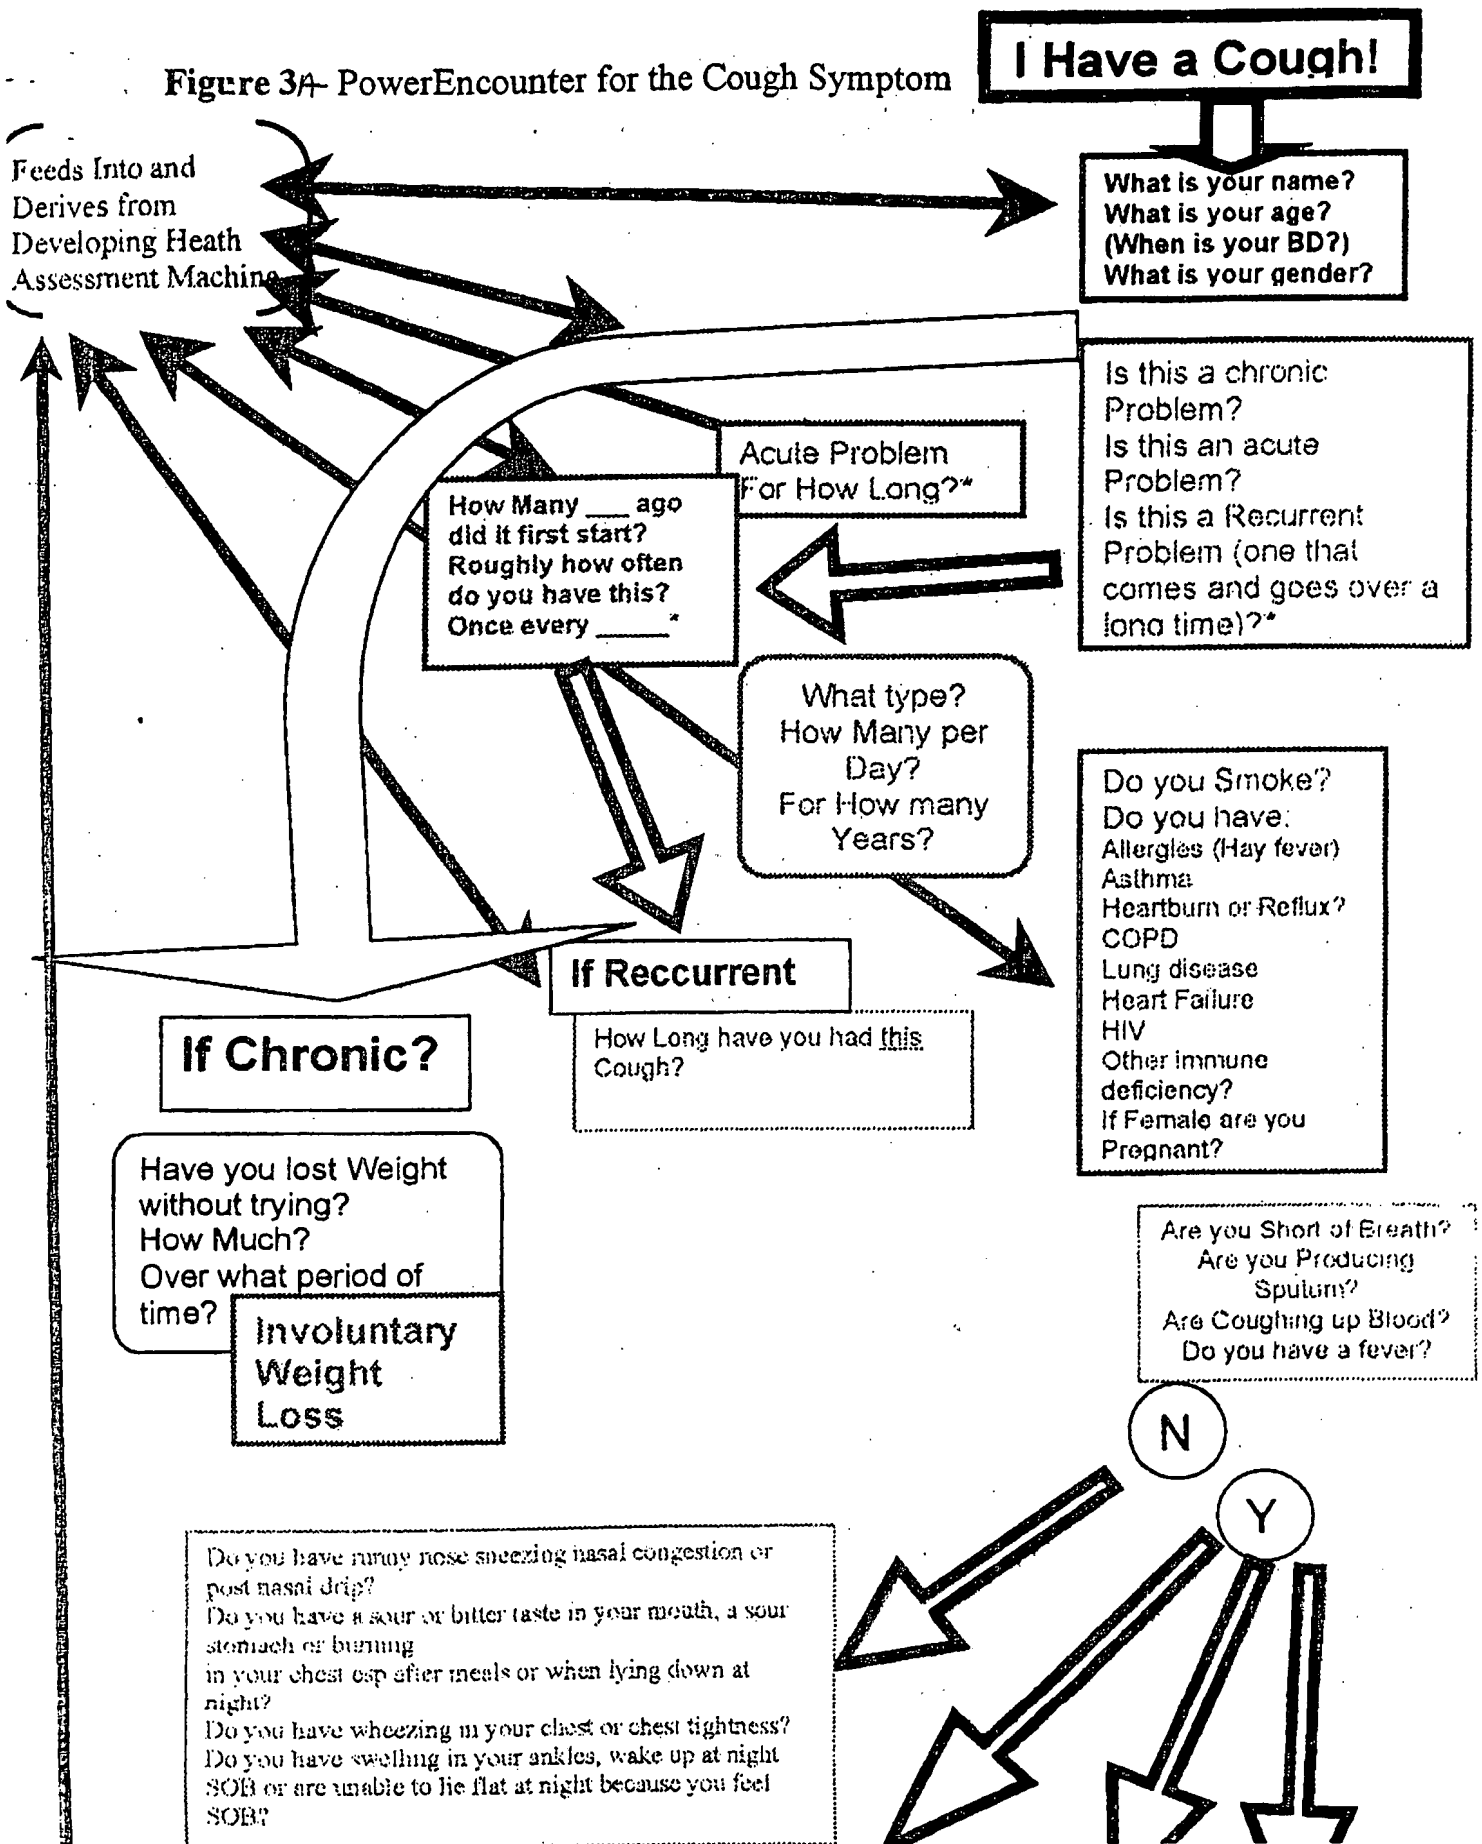 Figure 3A- PowerEncounter for the Cough Symptom
I Have a Cough!
Feeds Into and
Derives from
Developing Heath
Assessment Machine
What is your name?
What is your age?
(When is your BD?)
What is your gender?
Is this a chronic
Problem?
Is this an acute
Problem?
Is this a Recurrent
Problem (one that
comes and goes over a
long time)?*
Acute Problem
For How Long?*
How Many ___ ago
did it first start?
Roughly how often
do you have this?
Once every _____*
What type?
How Many per
Day?
For How many
Years?
Do you Smoke?
Do you have:
Allergies (Hay fever)
Asthma
Heartburn or Reflux?
COPD
Lung disease
Heart Failure
HIV
Other immune
deficiency?
If Female are you
Pregnant?
If Reccurrent
How Long have you had this
Cough?
If Chronic?
Have you lost Weight
without trying?
How Much?
Over what period of
time?
Involuntary
Weight
Loss
Are you Short of Breath?
Are you Producing
Sputum?
Are Coughing up Blood?
Do you have a fever?
N
Y
Do you have runny nose sneezing nasal congestion or
post nasal drip?
Do you have a sour or bitter taste in your mouth, a sour
stomach or burning
in your chest esp after meals or when lying down at
night?
Do you have wheezing in your chest or chest tightness?
Do you have swelling in your ankles, wake up at night
SOB or are unable to lie flat at night because you feel
SOB?